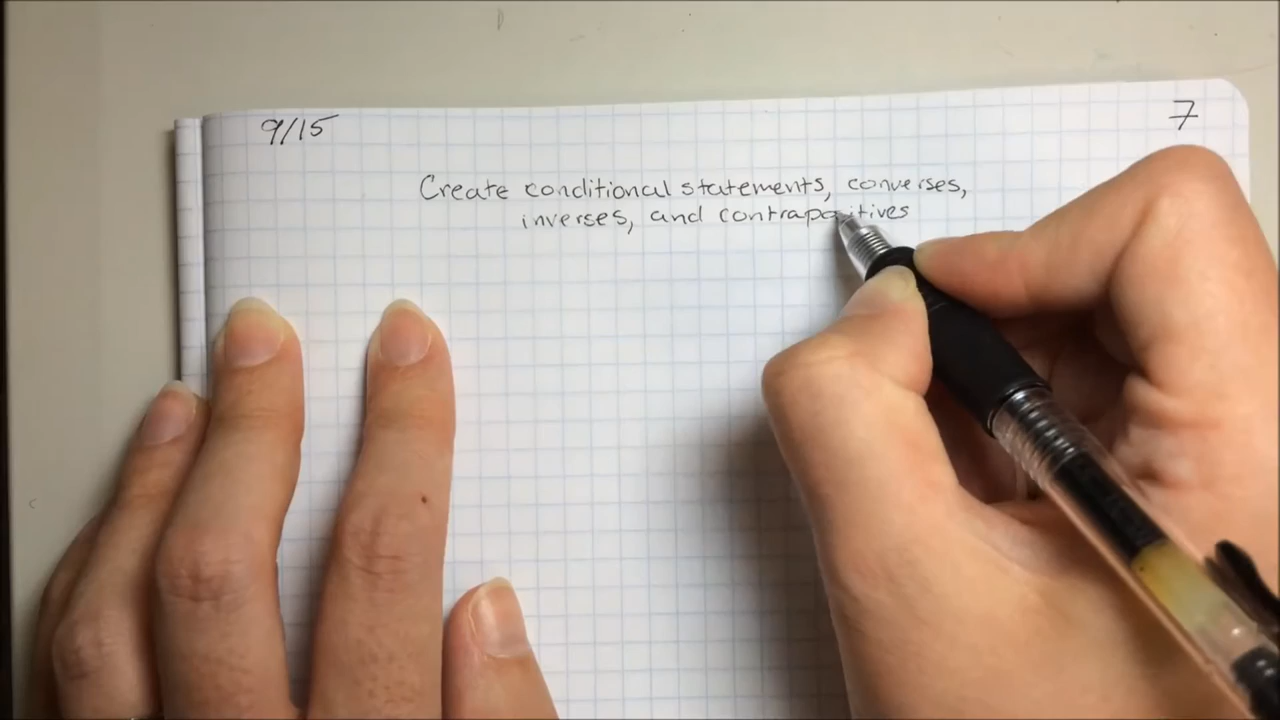 9/15
7
Create conditional statements, converses,
inverses, and contrapositives